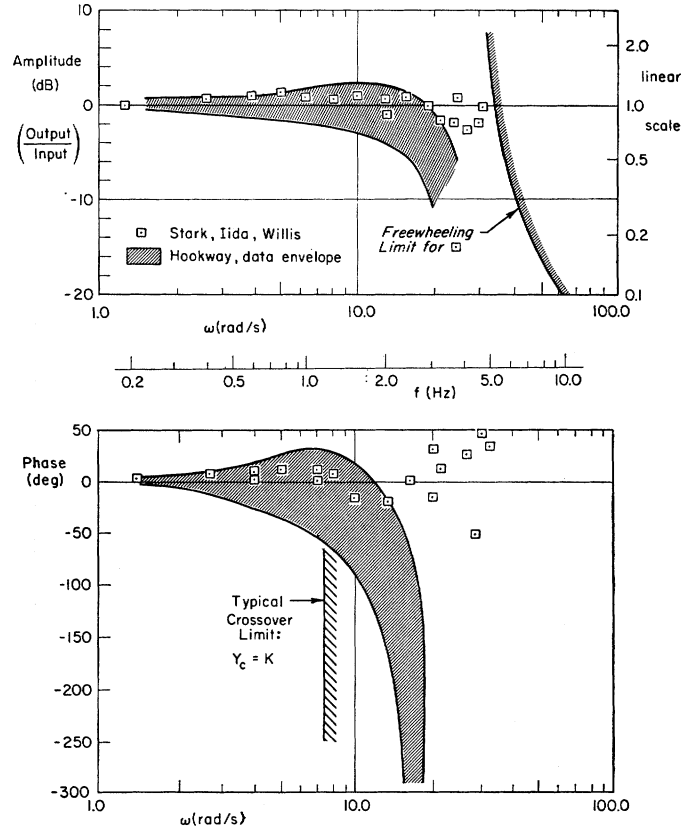 10
Amplitude
(dB)
0
(Output/Input)
-10
-20
2.0
linear
1.0
scale
0.5
0.2
0.1
Stark, Iida, Willis
Hookway, data envelope
Freewheeling
Limit for ⊡
1.0
10.0
100.0
ω(rad/s)
0.2
0.5
1.0
2.0
5.0
10.0
f (Hz)
50
Phase
(deg)
0
-50
-100
-150
-200
-250
-300
Typical
Crossover
Limit:
Yc = K
1.0
10.0
100.0
ω(rad/s)